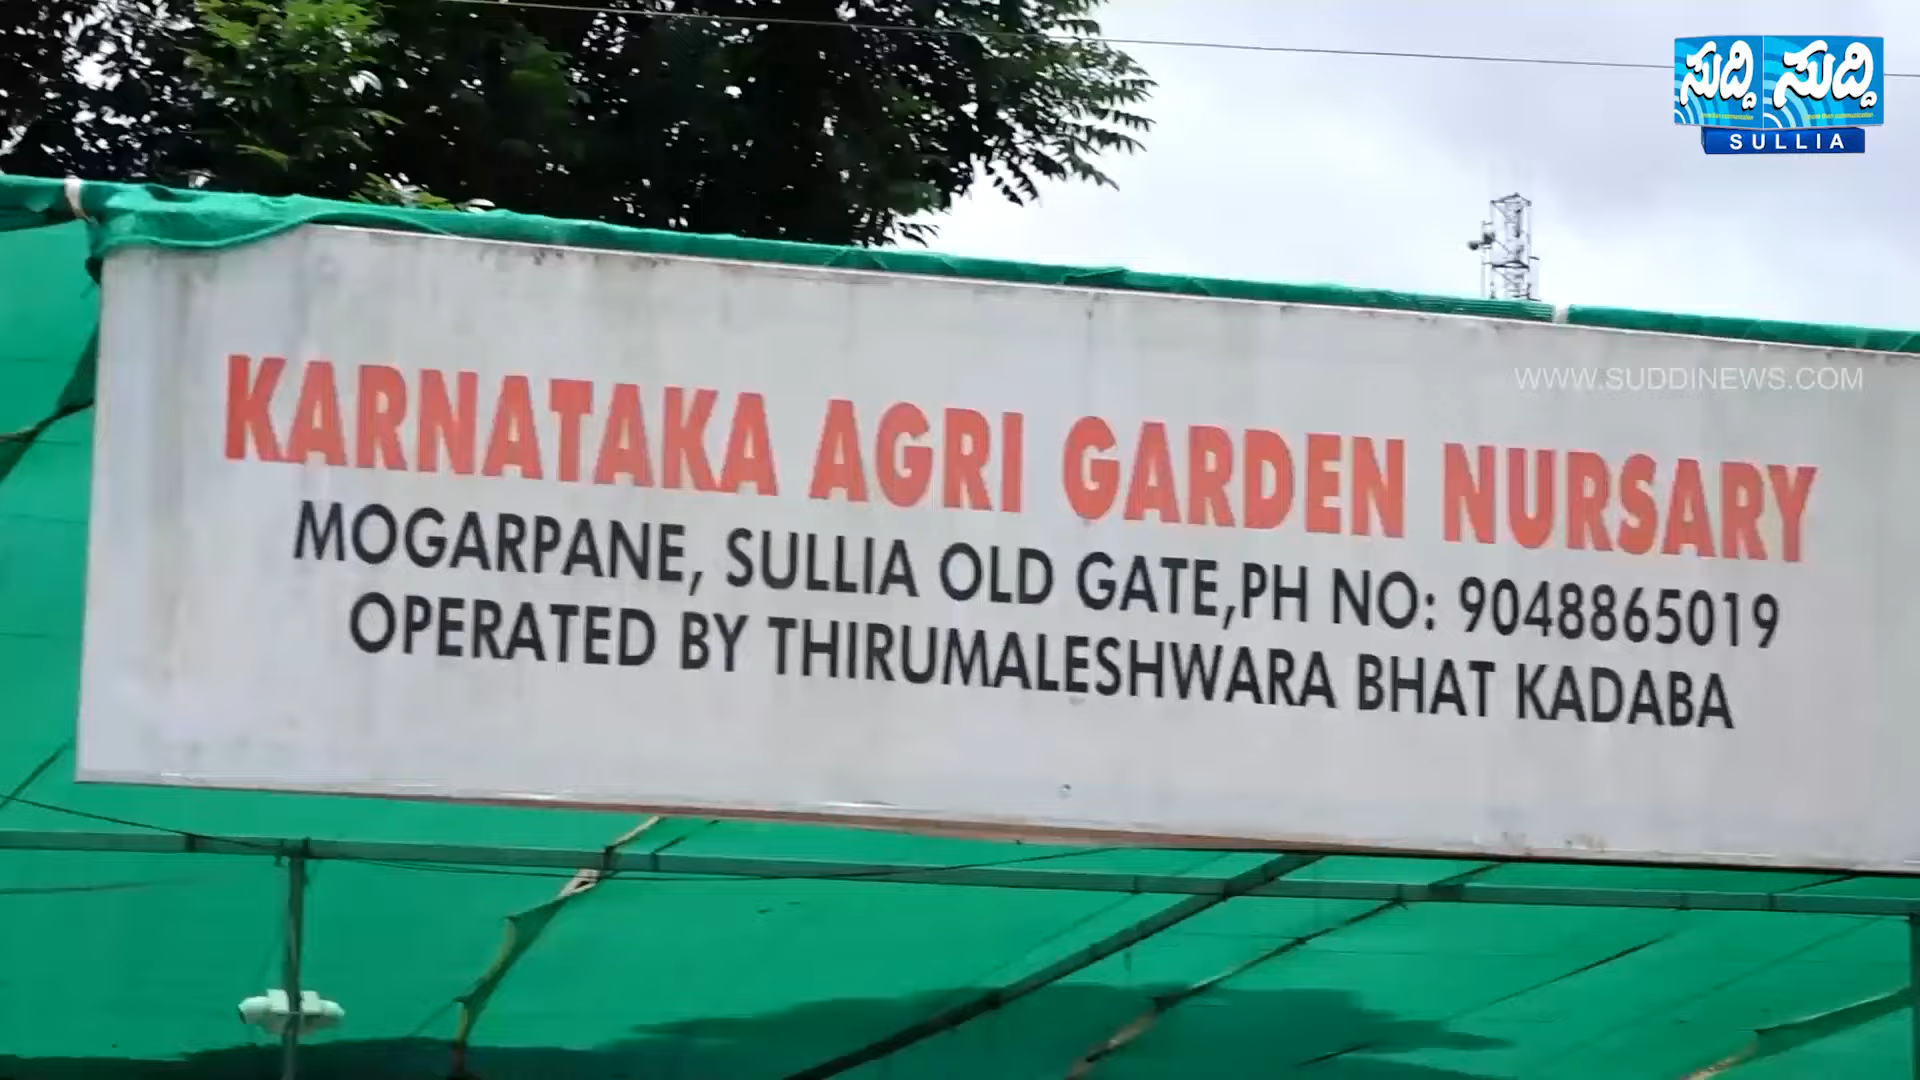 ಸುದ್ದಿ ಸುದ್ದಿ
SULLIA
WWW.SUDDINEWS.COM
KARNATAKA AGRI GARDEN NURSARY
MOGARPANE, SULLIA OLD GATE,PH NO: 9048865019
OPERATED BY THIRUMALESHWARA BHAT KADABA